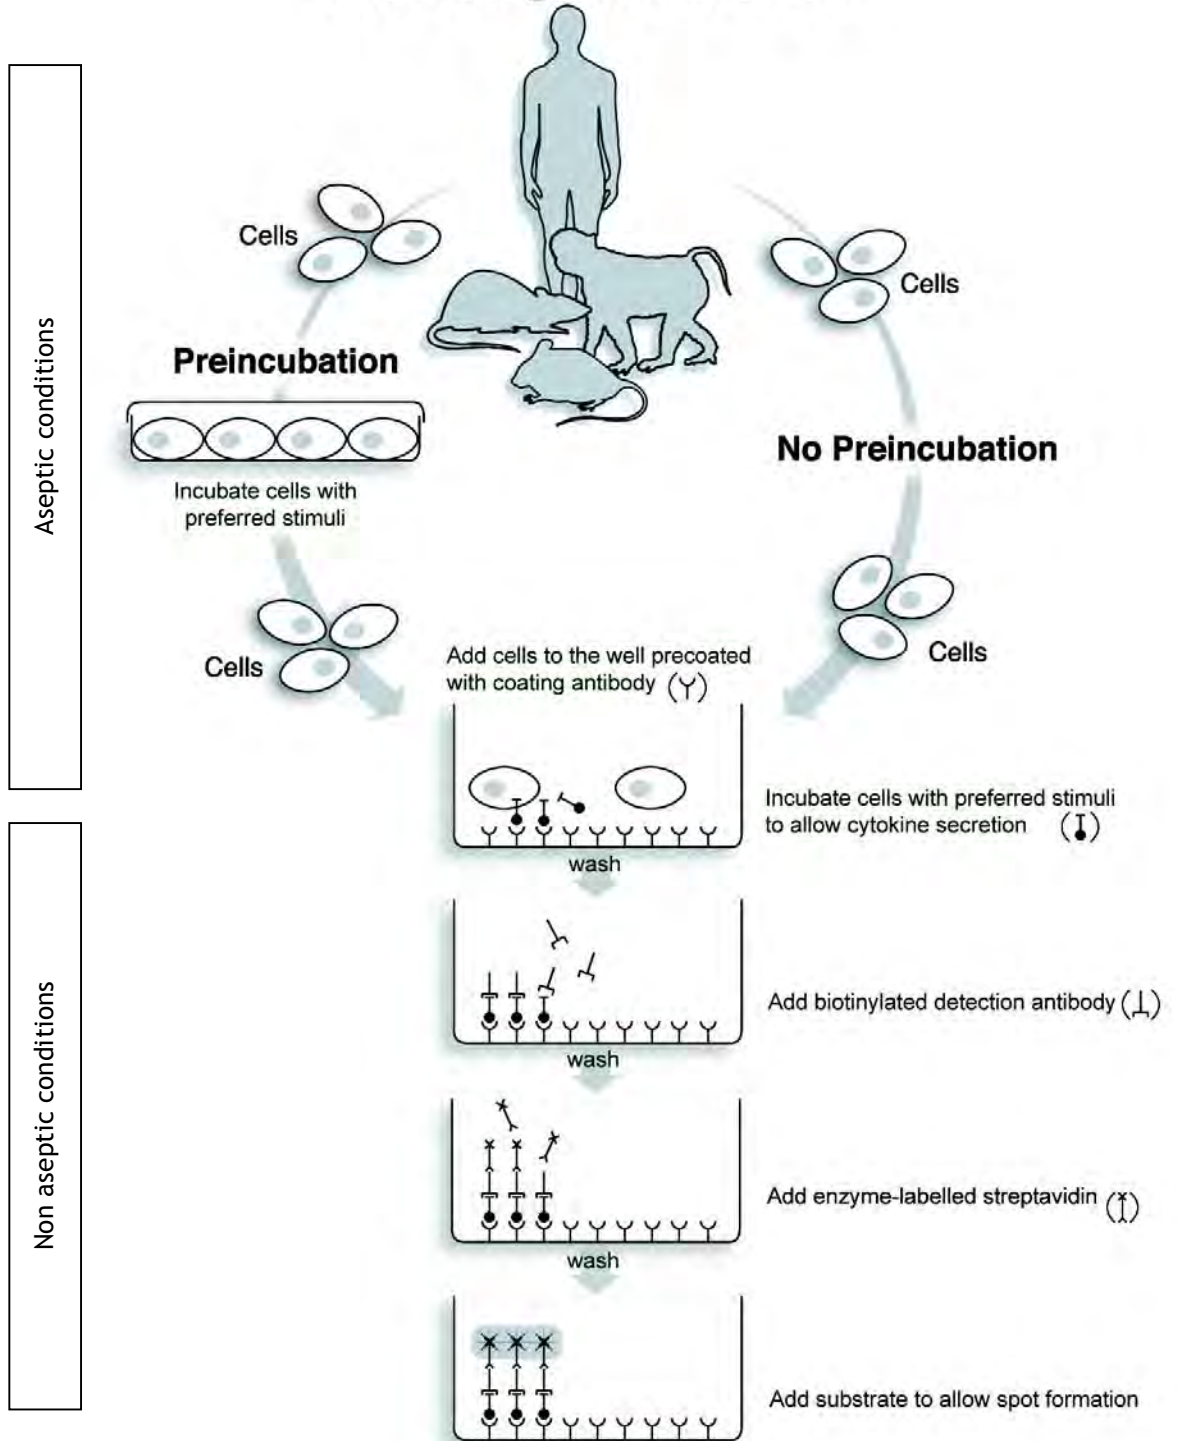 Cells
Cells
Preincubation
No Preincubation
Incubate cells with
preferred stimuli
Cells
Cells
Add cells to the well precoated
with coating antibody ( )
Incubate cells with preferred stimuli
to allow cytokine secretion ( )
wash
Add biotinylated detection antibody ( )
wash
Add enzyme-labelled streptavidin ( )
wash
Add substrate to allow spot formation
Aseptic conditions
Non aseptic conditions